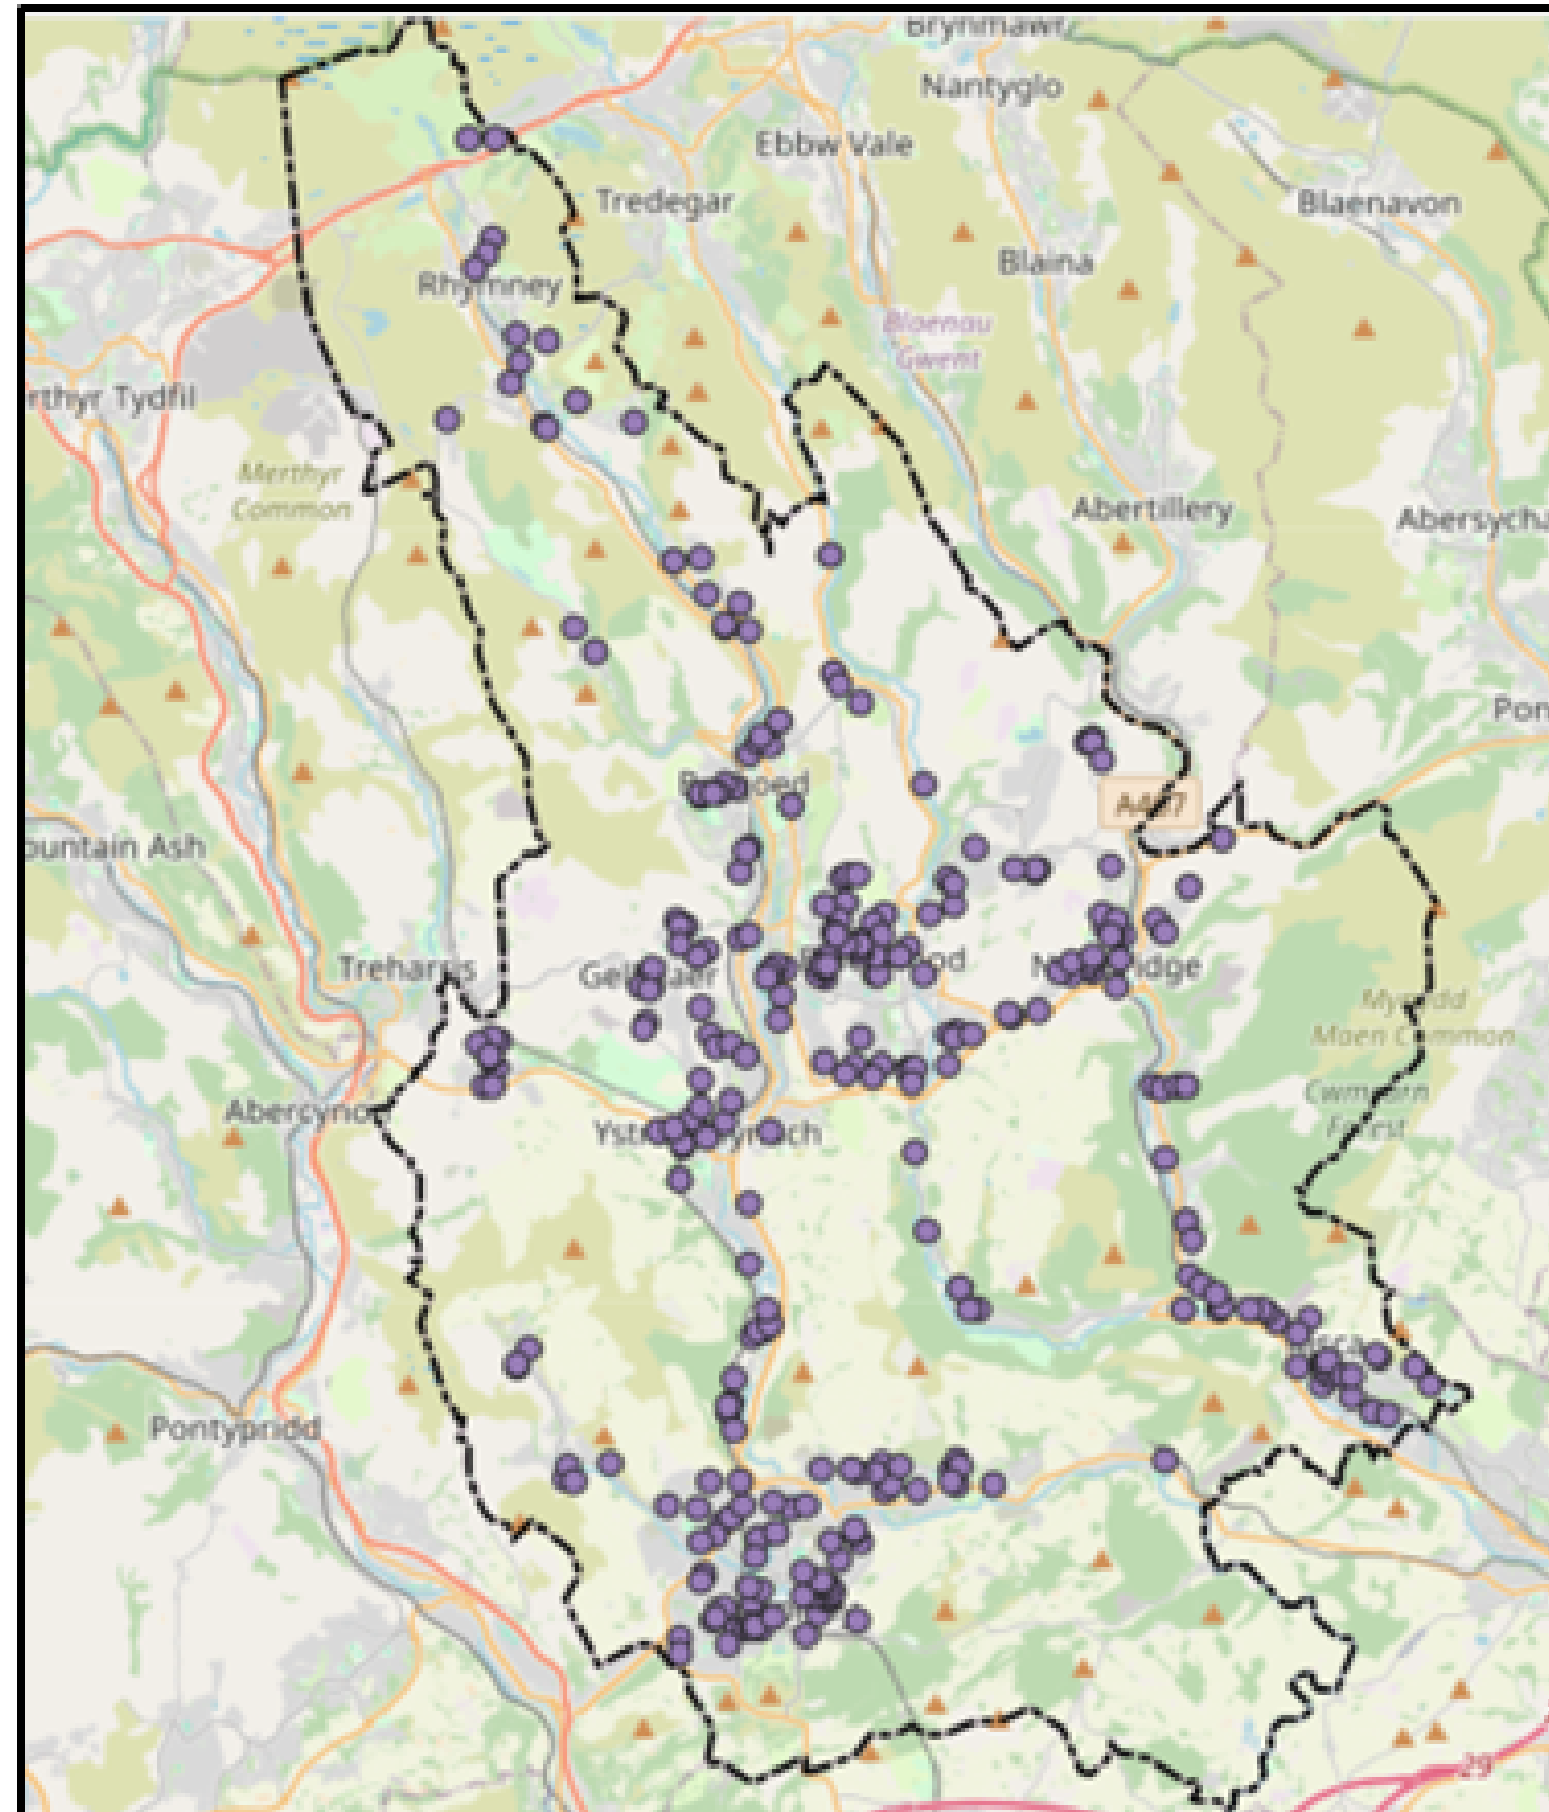 Brynmawr
Nantyglo
Ebbw Vale
Tredegar
Blaenavon
Blaina
Rhymney
Blaenau
Gwent
rthyr Tydfil
Merthyr
Common
Abertillery
Abersycha
Pon
A467
ountain Ash
Treharris
Mynydd
Maen Common
Cwmcarn
Forest
Abercynon
Pontypridd
29